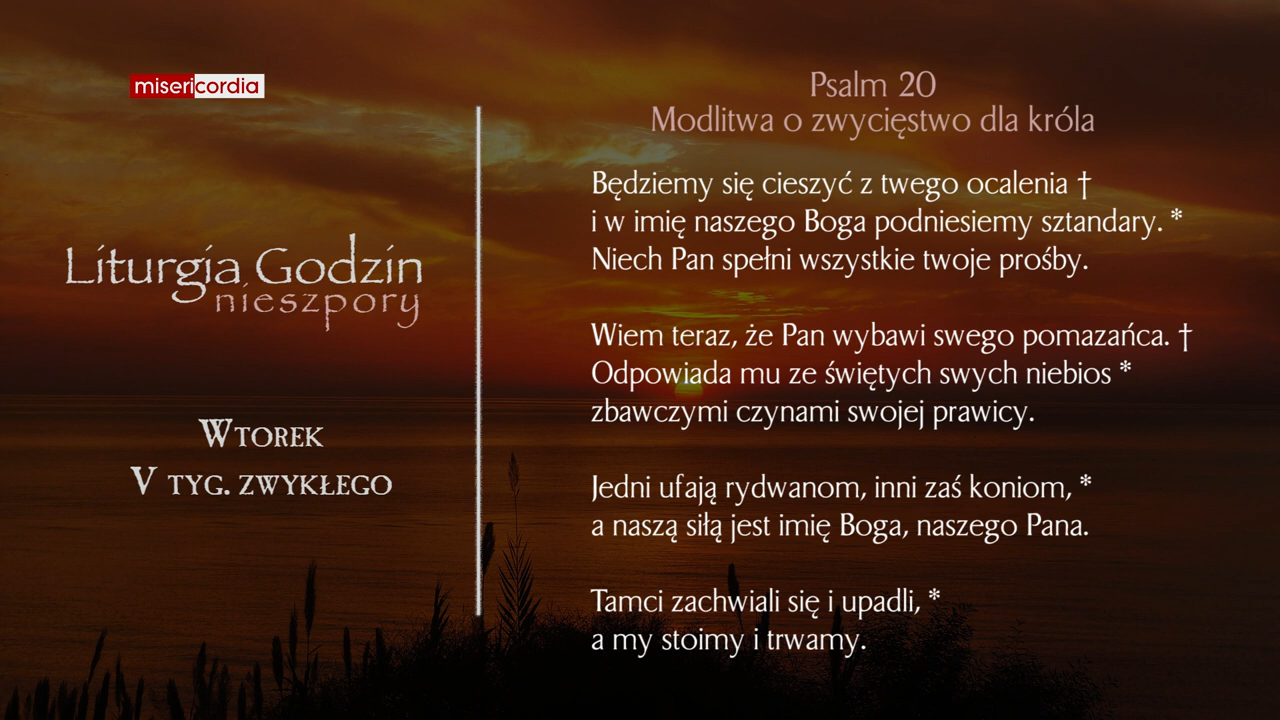 misericordia
Liturgia Godzin
nieszpory
Wtorek
V tyg. zwykłego
Psalm 20
Modlitwa o zwycięstwo dla króla
Będziemy się cieszyć z twego ocalenia †
i w imię naszego Boga podniesiemy sztandary. *
Niech Pan spełni wszystkie twoje prośby.
Wiem teraz, że Pan wybawi swego pomazańca. †
Odpowiada mu ze świętych swych niebios *
zbawczymi czynami swojej prawicy.
Jedni ufają rydwanom, inni zaś koniom, *
a naszą siłą jest imię Boga, naszego Pana.
Tamci zachwiali się i upadli, *
a my stoimy i trwamy.